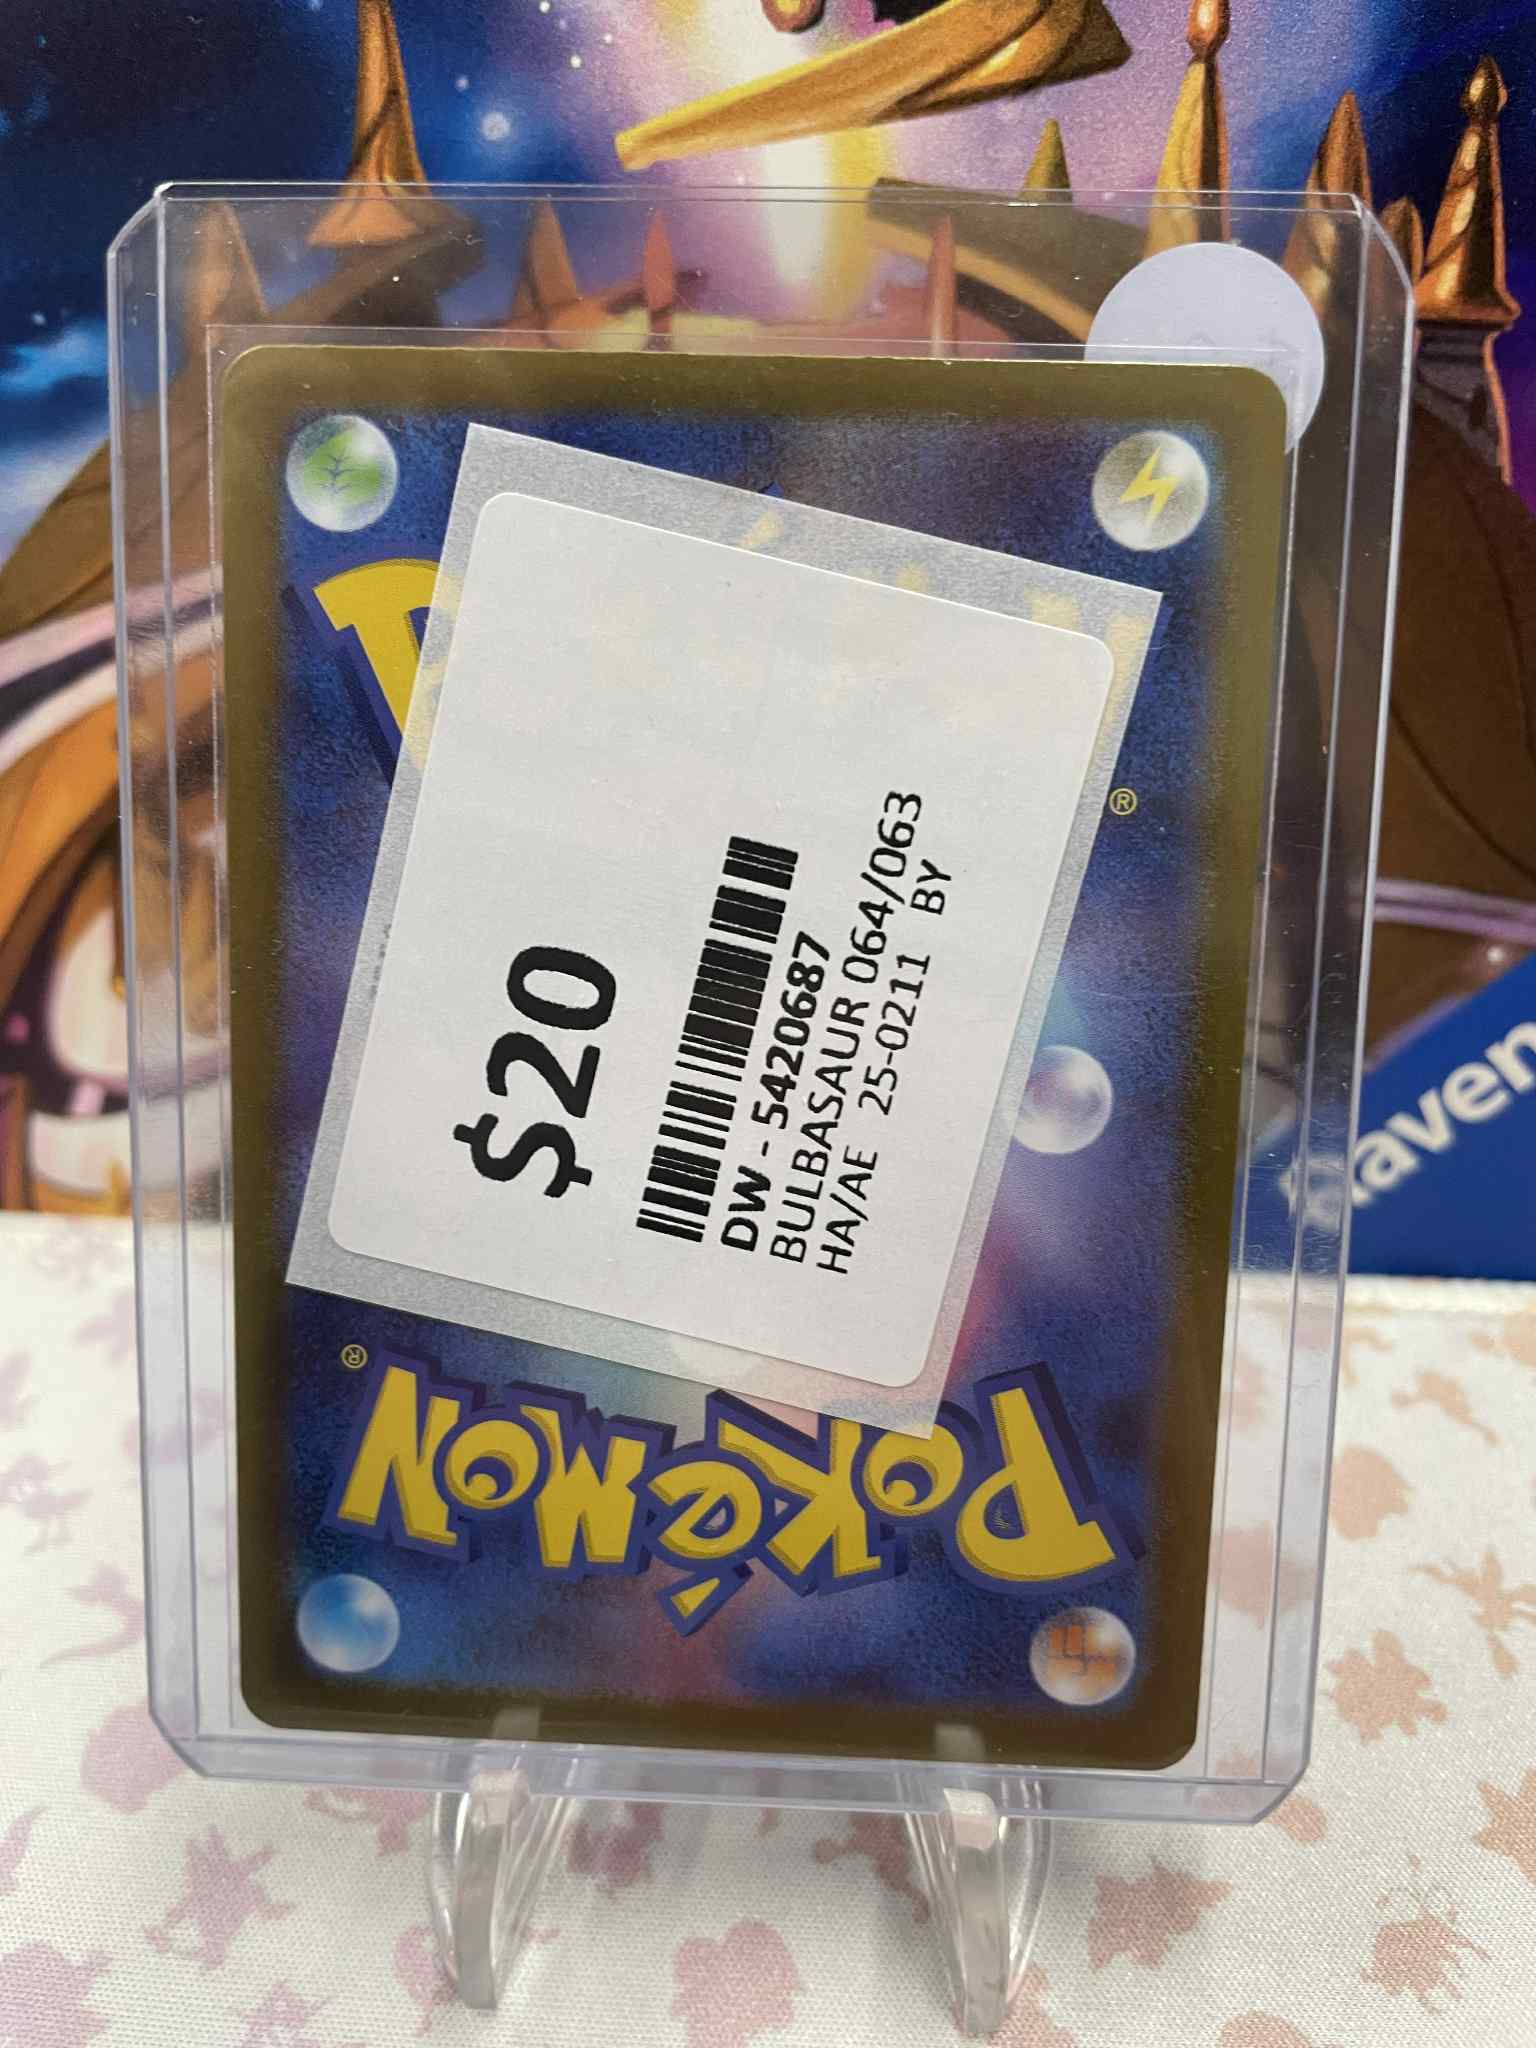 $20
DW - 5420687
BULBASAUR 064/063
HA/AE 25-0211 BY
®
®
POKéMON
Raven